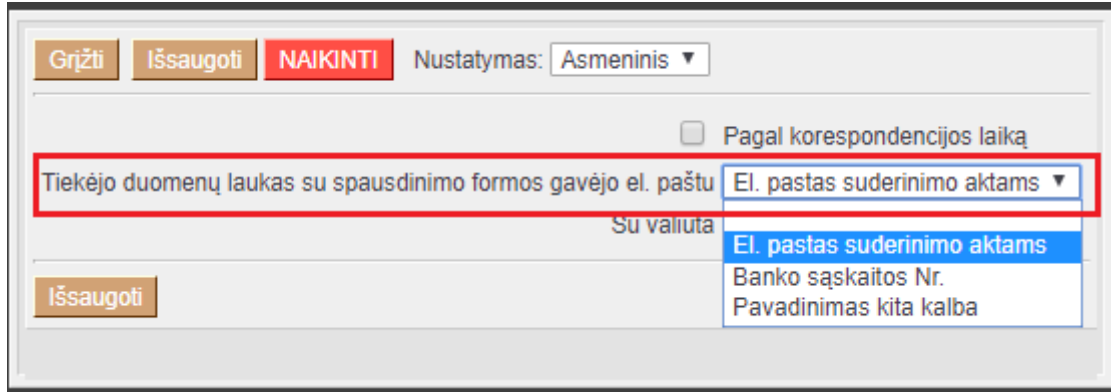 Grįžti Išsaugoti NAIKINTI Nustatymas: Asmeninis
Pagal korespondencijos laiką
Tiekėjo duomenų laukas su spausdinimo formos gavėjo el. paštu El. pastas suderinimo aktams
Su valiuta
El. pastas suderinimo aktams
Banko sąskaitos Nr.
Pavadinimas kita kalba
Išsaugoti